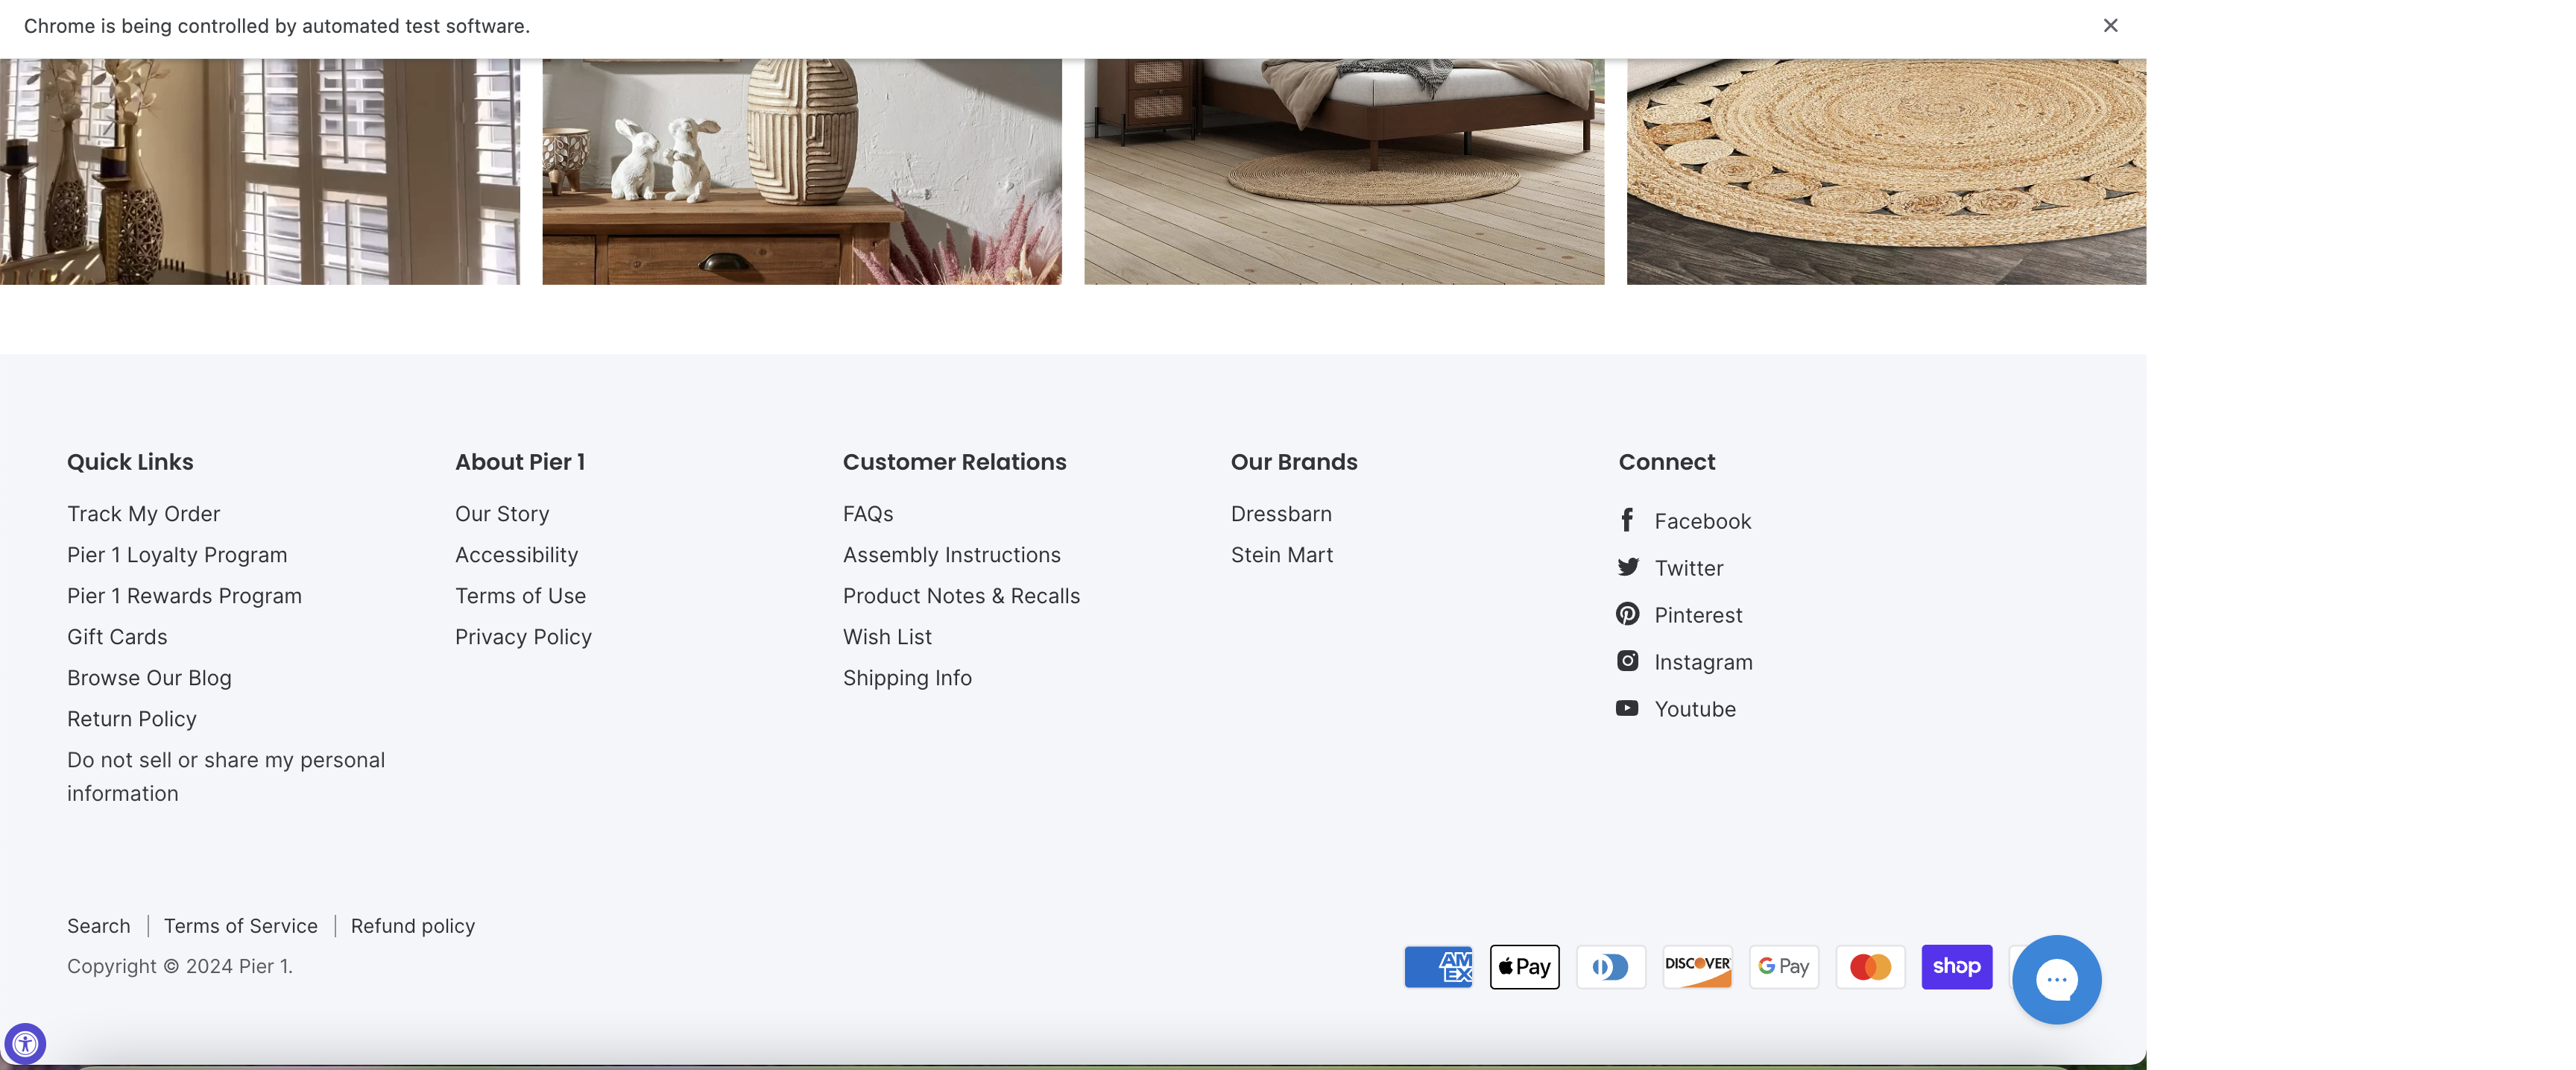 Chrome is being controlled by automated test software.
Quick Links
Track My Order
Pier 1 Loyalty Program
Pier 1 Rewards Program
Gift Cards
Browse Our Blog
Return Policy
Do not sell or share my personal
information
About Pier 1
Our Story
Accessibility
Terms of Use
Privacy Policy
Customer Relations
FAQs
Assembly Instructions
Product Notes & Recalls
Wish List
Shipping Info
Our Brands
Dressbarn
Stein Mart
Connect
Facebook
Twitter
Pinterest
Instagram
Youtube
Search | Terms of Service | Refund policy
Copyright © 2024 Pier 1.
AM
EX
Pay
DISCOVER
G Pay
shop